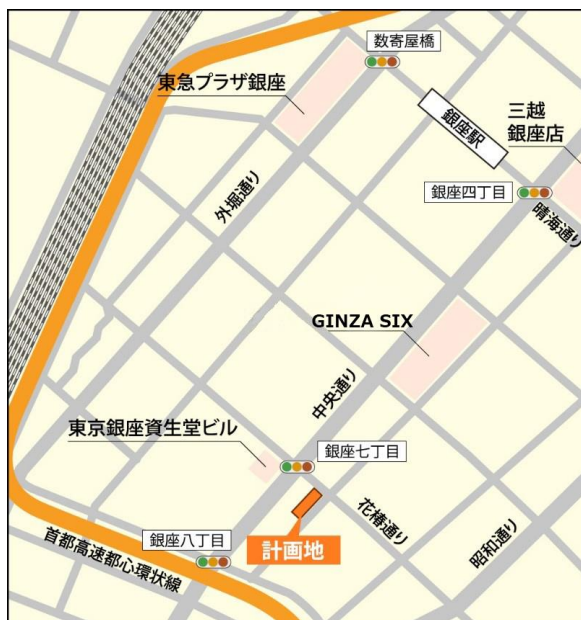 数寄屋橋
東急プラザ銀座
銀座駅
三越
銀座店
外堀通り
銀座四丁目
晴海通り
GINZA SIX
中央通り
東京銀座資生堂ビル
銀座七丁目
花椿通り
昭和通り
銀座八丁目
計画地
首都高速都心環状線